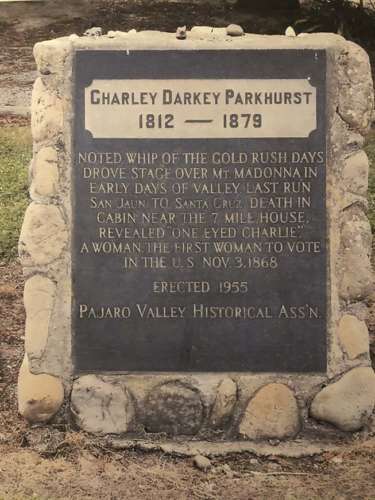 CHARLEY DARKEY PARKHURST
1812 — 1879
NOTED WHIP OF THE GOLD RUSH DAYS
DROVE STAGE OVER MT. MADONNA IN
EARLY DAYS OF VALLEY. LAST RUN
SAN JAUN TO SANTA CRUZ. DEATH IN
CABIN NEAR THE 7 MILE HOUSE,
REVEALED "ONE EYED CHARLIE,"
A WOMAN. THE FIRST WOMAN TO VOTE
IN THE U.S. NOV. 3, 1868
ERECTED 1955
PAJARO VALLEY HISTORICAL ASS'N.